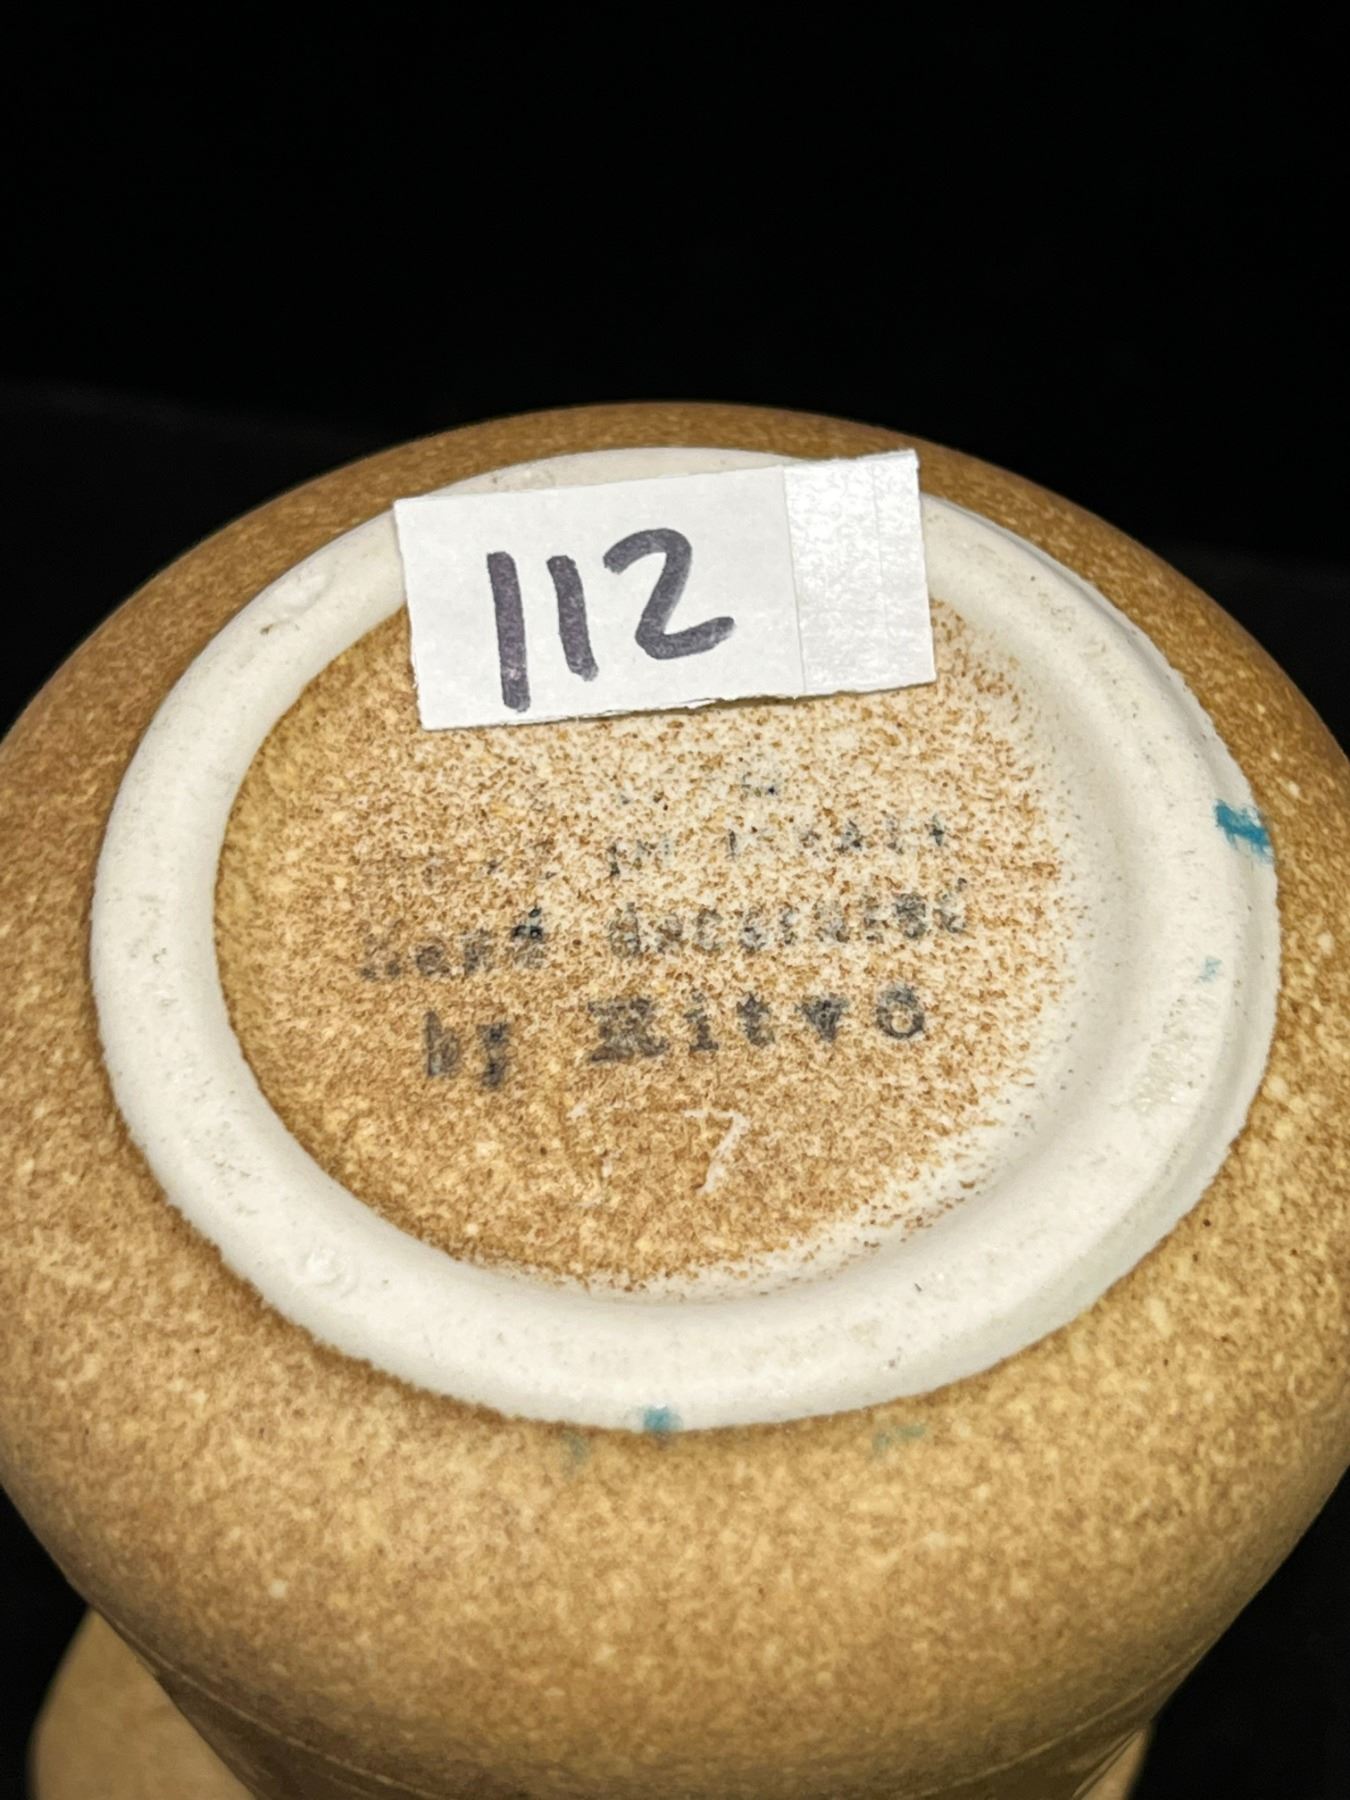 112
Hand decorated
by RitvO
7